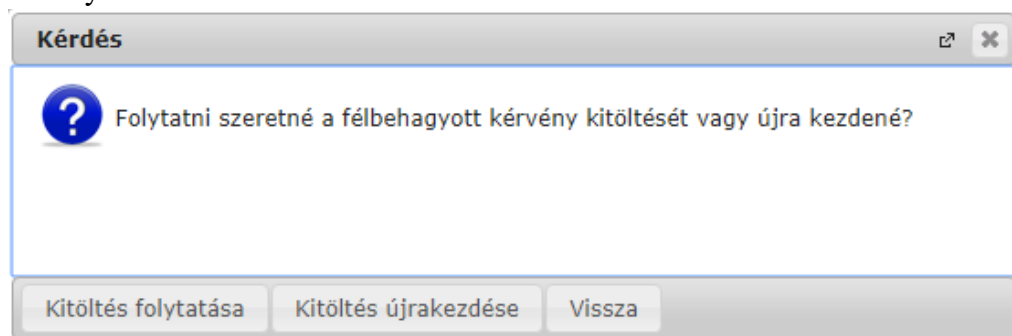 Kérdés
Folytatni szeretné a félbehagyott kérvény kitöltését vagy újra kezdené?
Kitöltés folytatása Kitöltés újrakezdése Vissza